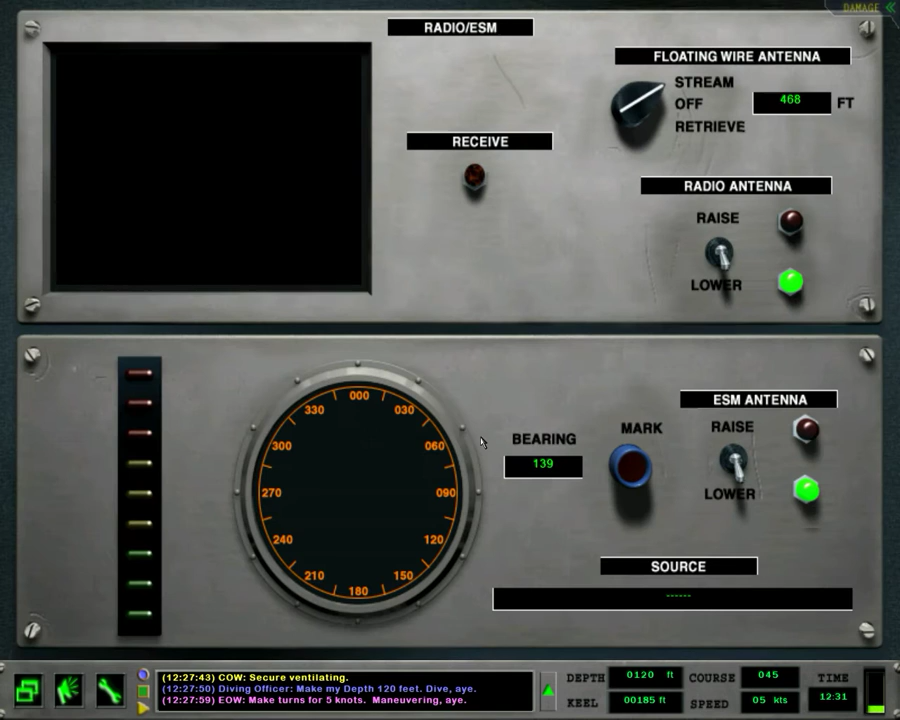 DAMAGE
RADIO/ESM
FLOATING WIRE ANTENNA
STREAM
OFF
468 FT
RETRIEVE
RECEIVE
RADIO ANTENNA
RAISE
LOWER
000
030
060
090
120
150
180
210
240
270
300
330
BEARING
139
MARK
ESM ANTENNA
RAISE
LOWER
SOURCE
------
(12:27:43) COW: Secure ventilating.
(12:27:50) Diving Officer: Make my Depth 120 feet. Dive, aye.
(12:27:59) EOW: Make turns for 5 knots. Maneuvering, aye.
DEPTH 0120 ft COURSE 045 TIME
KEEL 00185 ft SPEED 05 kts 12:31